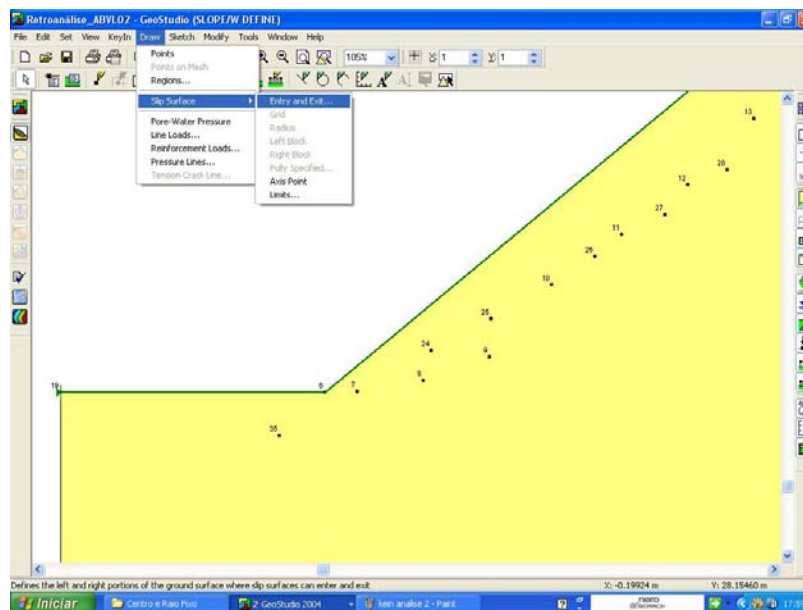 Retroanálise_ABVL02 - GeoStudio (SLOPE/W DEFINE)
File Edit Set View KeyIn Draw Sketch Modify Tools Window Help
105% 1 1
Points
Points on Mesh
Regions...
Slip Surface
Pore-Water Pressure
Line Loads...
Reinforcement Loads...
Pressure Lines...
Tension Crack Line...
Entry and Exit...
Grid
Radius
Left Block
Right Block
Fully Specified...
Axis Point
Limits...
13
28
12
27
11
26
10
25
24
9
8
7
6
19
35
Defines the left and right portions of the ground surface where slip surfaces can enter and exit
X: -0.19924 m
Y: 28.15460 m
Iniciar
Centro e Raio Fixo
2 GeoStudio 2004
- Paint